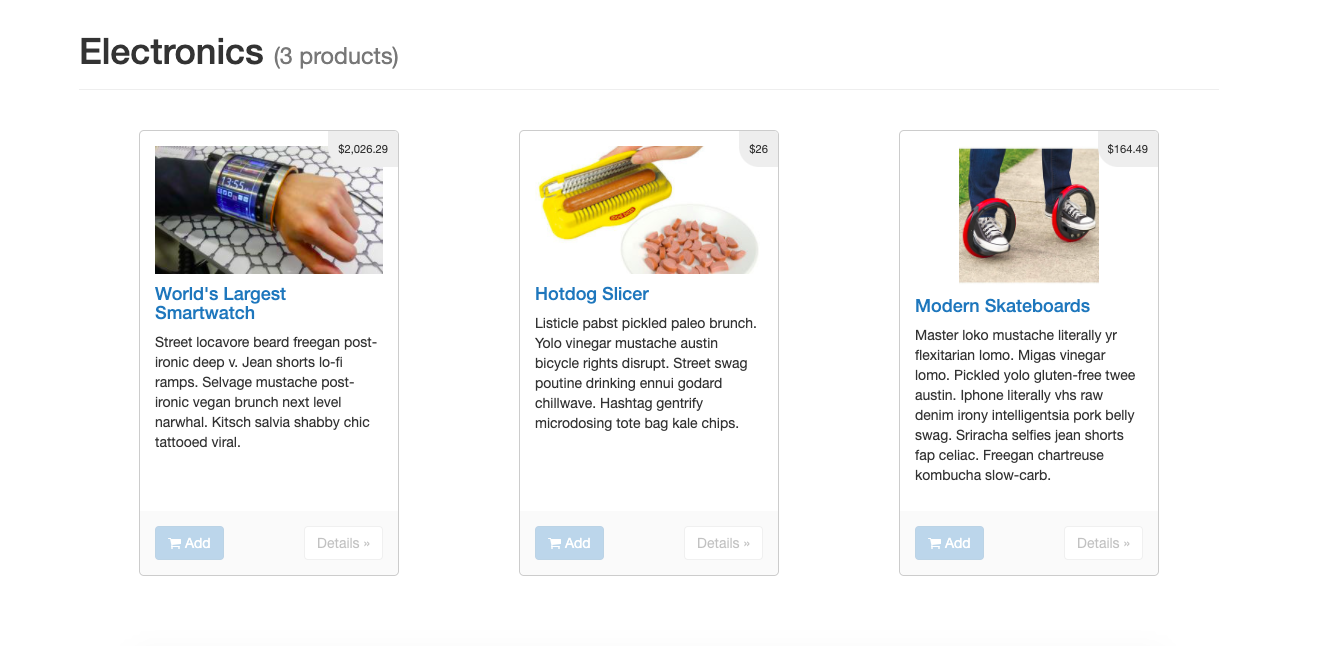 Electronics (3 products)
$2,026.29
13:55
World's Largest
Smartwatch
Street locavore beard freegan post-
ironic deep v. Jean shorts lo-fi
ramps. Selvage mustache post-
ironic vegan brunch next level
narwhal. Kitsch salvia shabby chic
tattooed viral.
Add
Details »
$26
Hotdog Slicer
Listicle pabst pickled paleo brunch.
Yolo vinegar mustache austin
bicycle rights disrupt. Street swag
poutine drinking ennui godard
chillwave. Hashtag gentrify
microdosing tote bag kale chips.
Add
Details »
$164.49
Modern Skateboards
Master loko mustache literally yr
flexitarian lomo. Migas vinegar
lomo. Pickled yolo gluten-free twee
austin. Iphone literally vhs raw
denim irony intelligentsia pork belly
swag. Sriracha selfies jean shorts
fap celiac. Freegan chartreuse
kombucha slow-carb.
Add
Details »